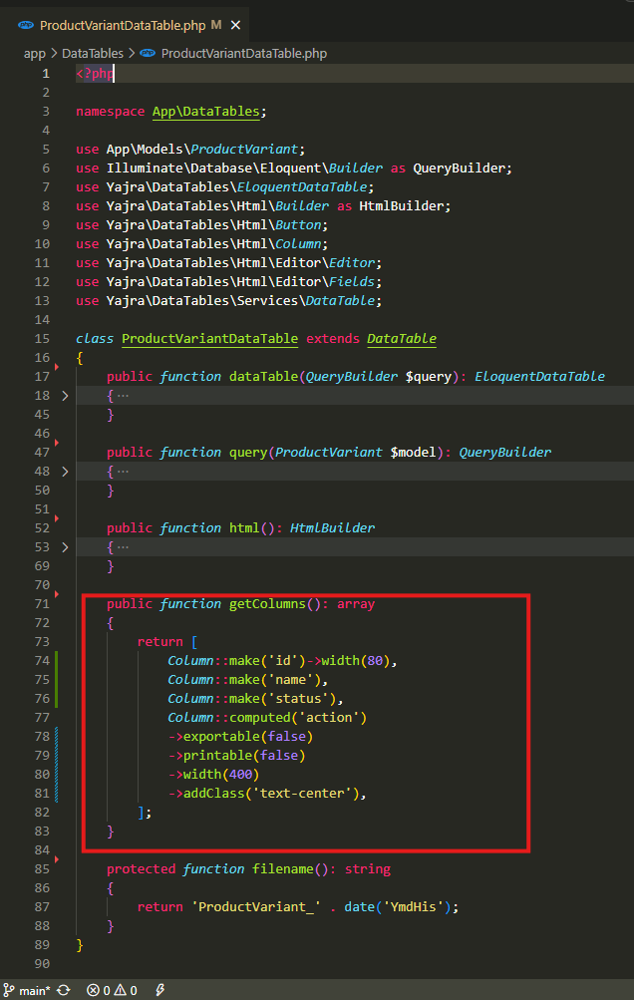 php ProductVariantDataTable.php M ×
app > DataTables > php ProductVariantDataTable.php
1 <?php
2
3 namespace App\DataTables;
4
5 use App\Models\ProductVariant;
6 use Illuminate\Database\Eloquent\Builder as QueryBuilder;
7 use Yajra\DataTables\EloquentDataTable;
8 use Yajra\DataTables\Html\Builder as HtmlBuilder;
9 use Yajra\DataTables\Html\Button;
10 use Yajra\DataTables\Html\Column;
11 use Yajra\DataTables\Html\Editor\Editor;
12 use Yajra\DataTables\Html\Editor\Fields;
13 use Yajra\DataTables\Services\DataTable;
14
15 class ProductVariantDataTable extends DataTable
16 {
17     public function dataTable(QueryBuilder $query): EloquentDataTable
18     { ...
45     }
46
47     public function query(ProductVariant $model): QueryBuilder
48     { ...
50     }
51
52     public function html(): HtmlBuilder
53     { ...
69     }
70
71     public function getColumns(): array
72     {
73         return [
74             Column::make('id')->width(80),
75             Column::make('name'),
76             Column::make('status'),
77             Column::computed('action')
78             ->exportable(false)
79             ->printable(false)
80             ->width(400)
81             ->addClass('text-center'),
82         ];
83     }
84
85     protected function filename(): string
86     {
87         return 'ProductVariant_' . date('YmdHis');
88     }
89 }
90
main* 0 0